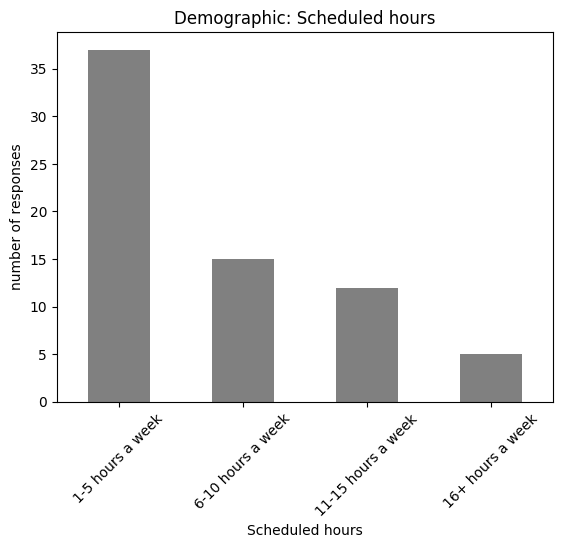 Demographic: Scheduled hours
number of responses
35
30
25
20
15
10
5
0
1-5 hours a week
6-10 hours a week
11-15 hours a week
16+ hours a week
Scheduled hours